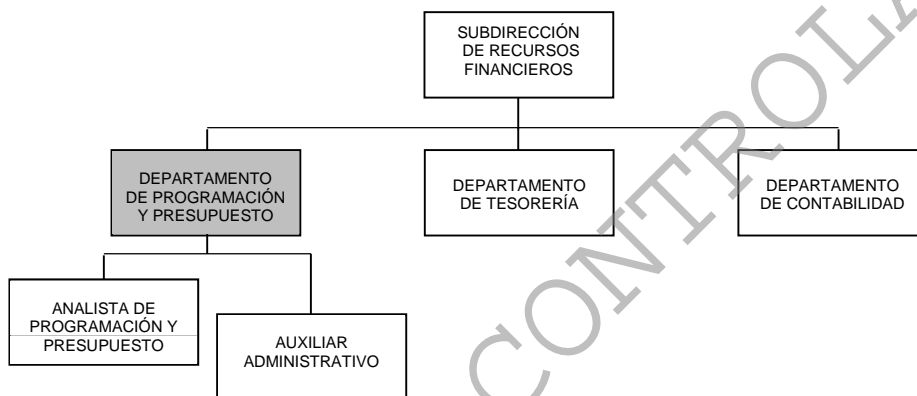 SUBDIRECCIÓN
DE RECURSOS
FINANCIEROS
DEPARTAMENTO
DE PROGRAMACIÓN
Y PRESUPUESTO
DEPARTAMENTO
DE TESORERÍA
DEPARTAMENTO
DE CONTABILIDAD
ANALISTA DE
PROGRAMACIÓN Y
PRESUPUESTO
AUXILIAR
ADMINISTRATIVO
CONTROLA